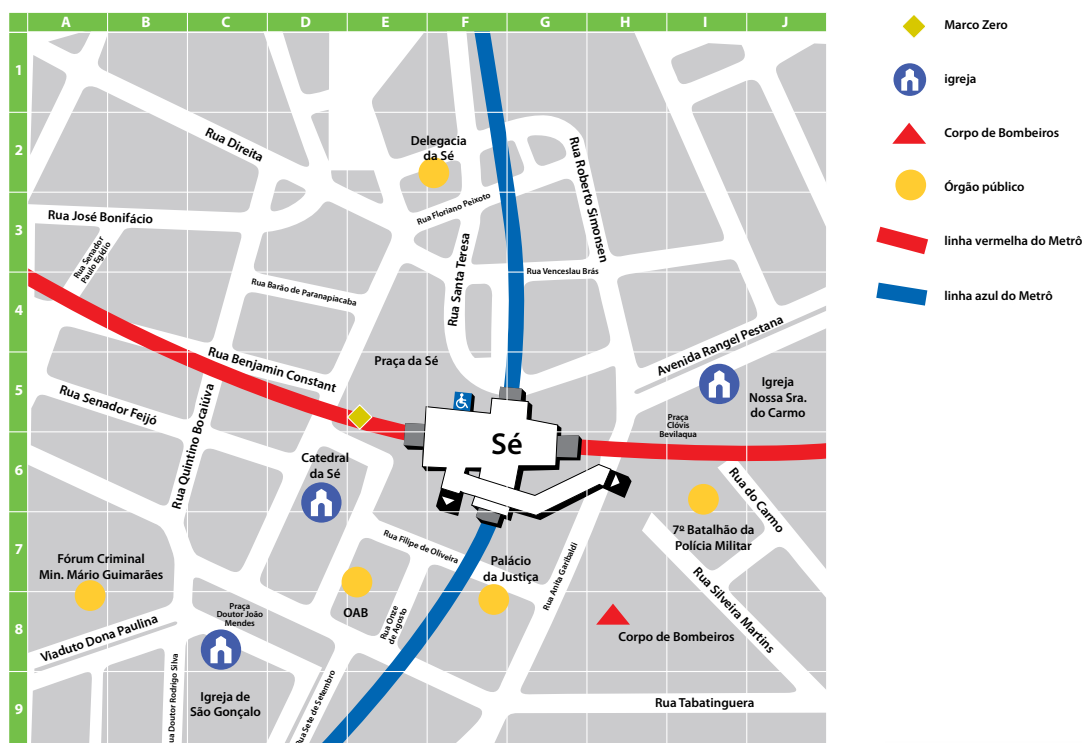 A B C D E F G H I J
1
2
3
4
5
6
7
8
9
Rua Direita
Delegacia
da Sé
Rua Roberto Simonsen
Rua José Bonifácio
Rua Floriano Peixoto
Rua Senador
Paulo Egídio
Rua Santa Teresa
Rua Venceslau Brás
Rua Barão de Paranapiacaba
Avenida Rangel Pestana
Rua Benjamin Constant
Praça da Sé
Rua Senador Feijó
Rua Quintino Bocaiúva
Igreja
Nossa Sra.
do Carmo
Praça
Clóvis
Bevilaqua
Sé
Catedral
da Sé
Rua do Carmo
7º Batalhão da
Polícia Militar
Rua Filipe de Oliveira
Palácio
da Justiça
Rua Anita Garibaldi
Fórum Criminal
Min. Mário Guimarães
OAB
Rua Onze
de Agosto
Rua Silveira Martins
Praça
Doutor João
Mendes
Viaduto Dona Paulina
Corpo de Bombeiros
Igreja de
São Gonçalo
Rua Doutor Rodrigo Silva
Rua Sete de Setembro
Rua Tabatinguera
Marco Zero
igreja
Corpo de Bombeiros
Órgão público
linha vermelha do Metrô
linha azul do Metrô